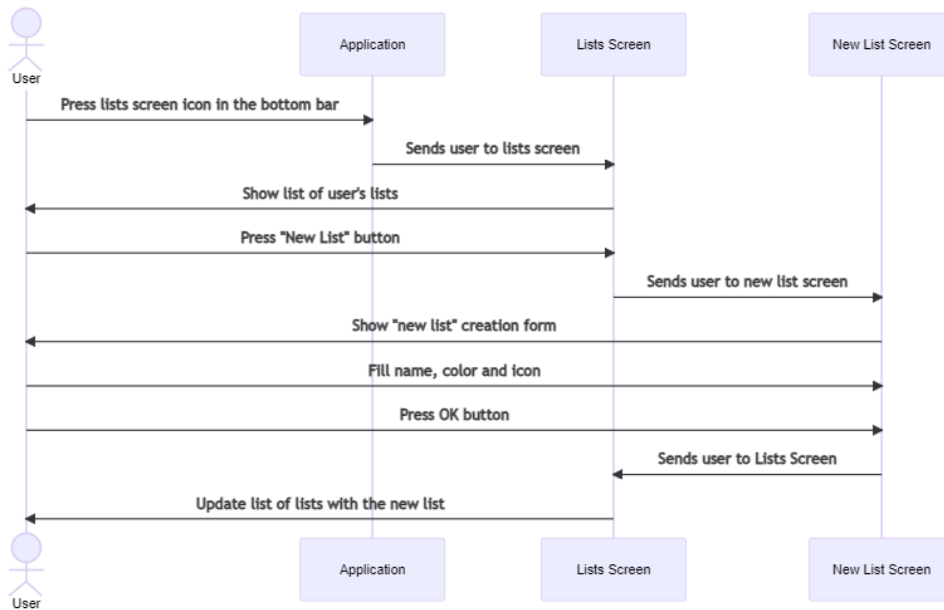 User
Application
Lists Screen
New List Screen
Press lists screen icon in the bottom bar
Sends user to lists screen
Show list of user's lists
Press "New List" button
Sends user to new list screen
Show "new list" creation form
Fill name, color and icon
Press OK button
Sends user to Lists Screen
Update list of lists with the new list
User
Application
Lists Screen
New List Screen